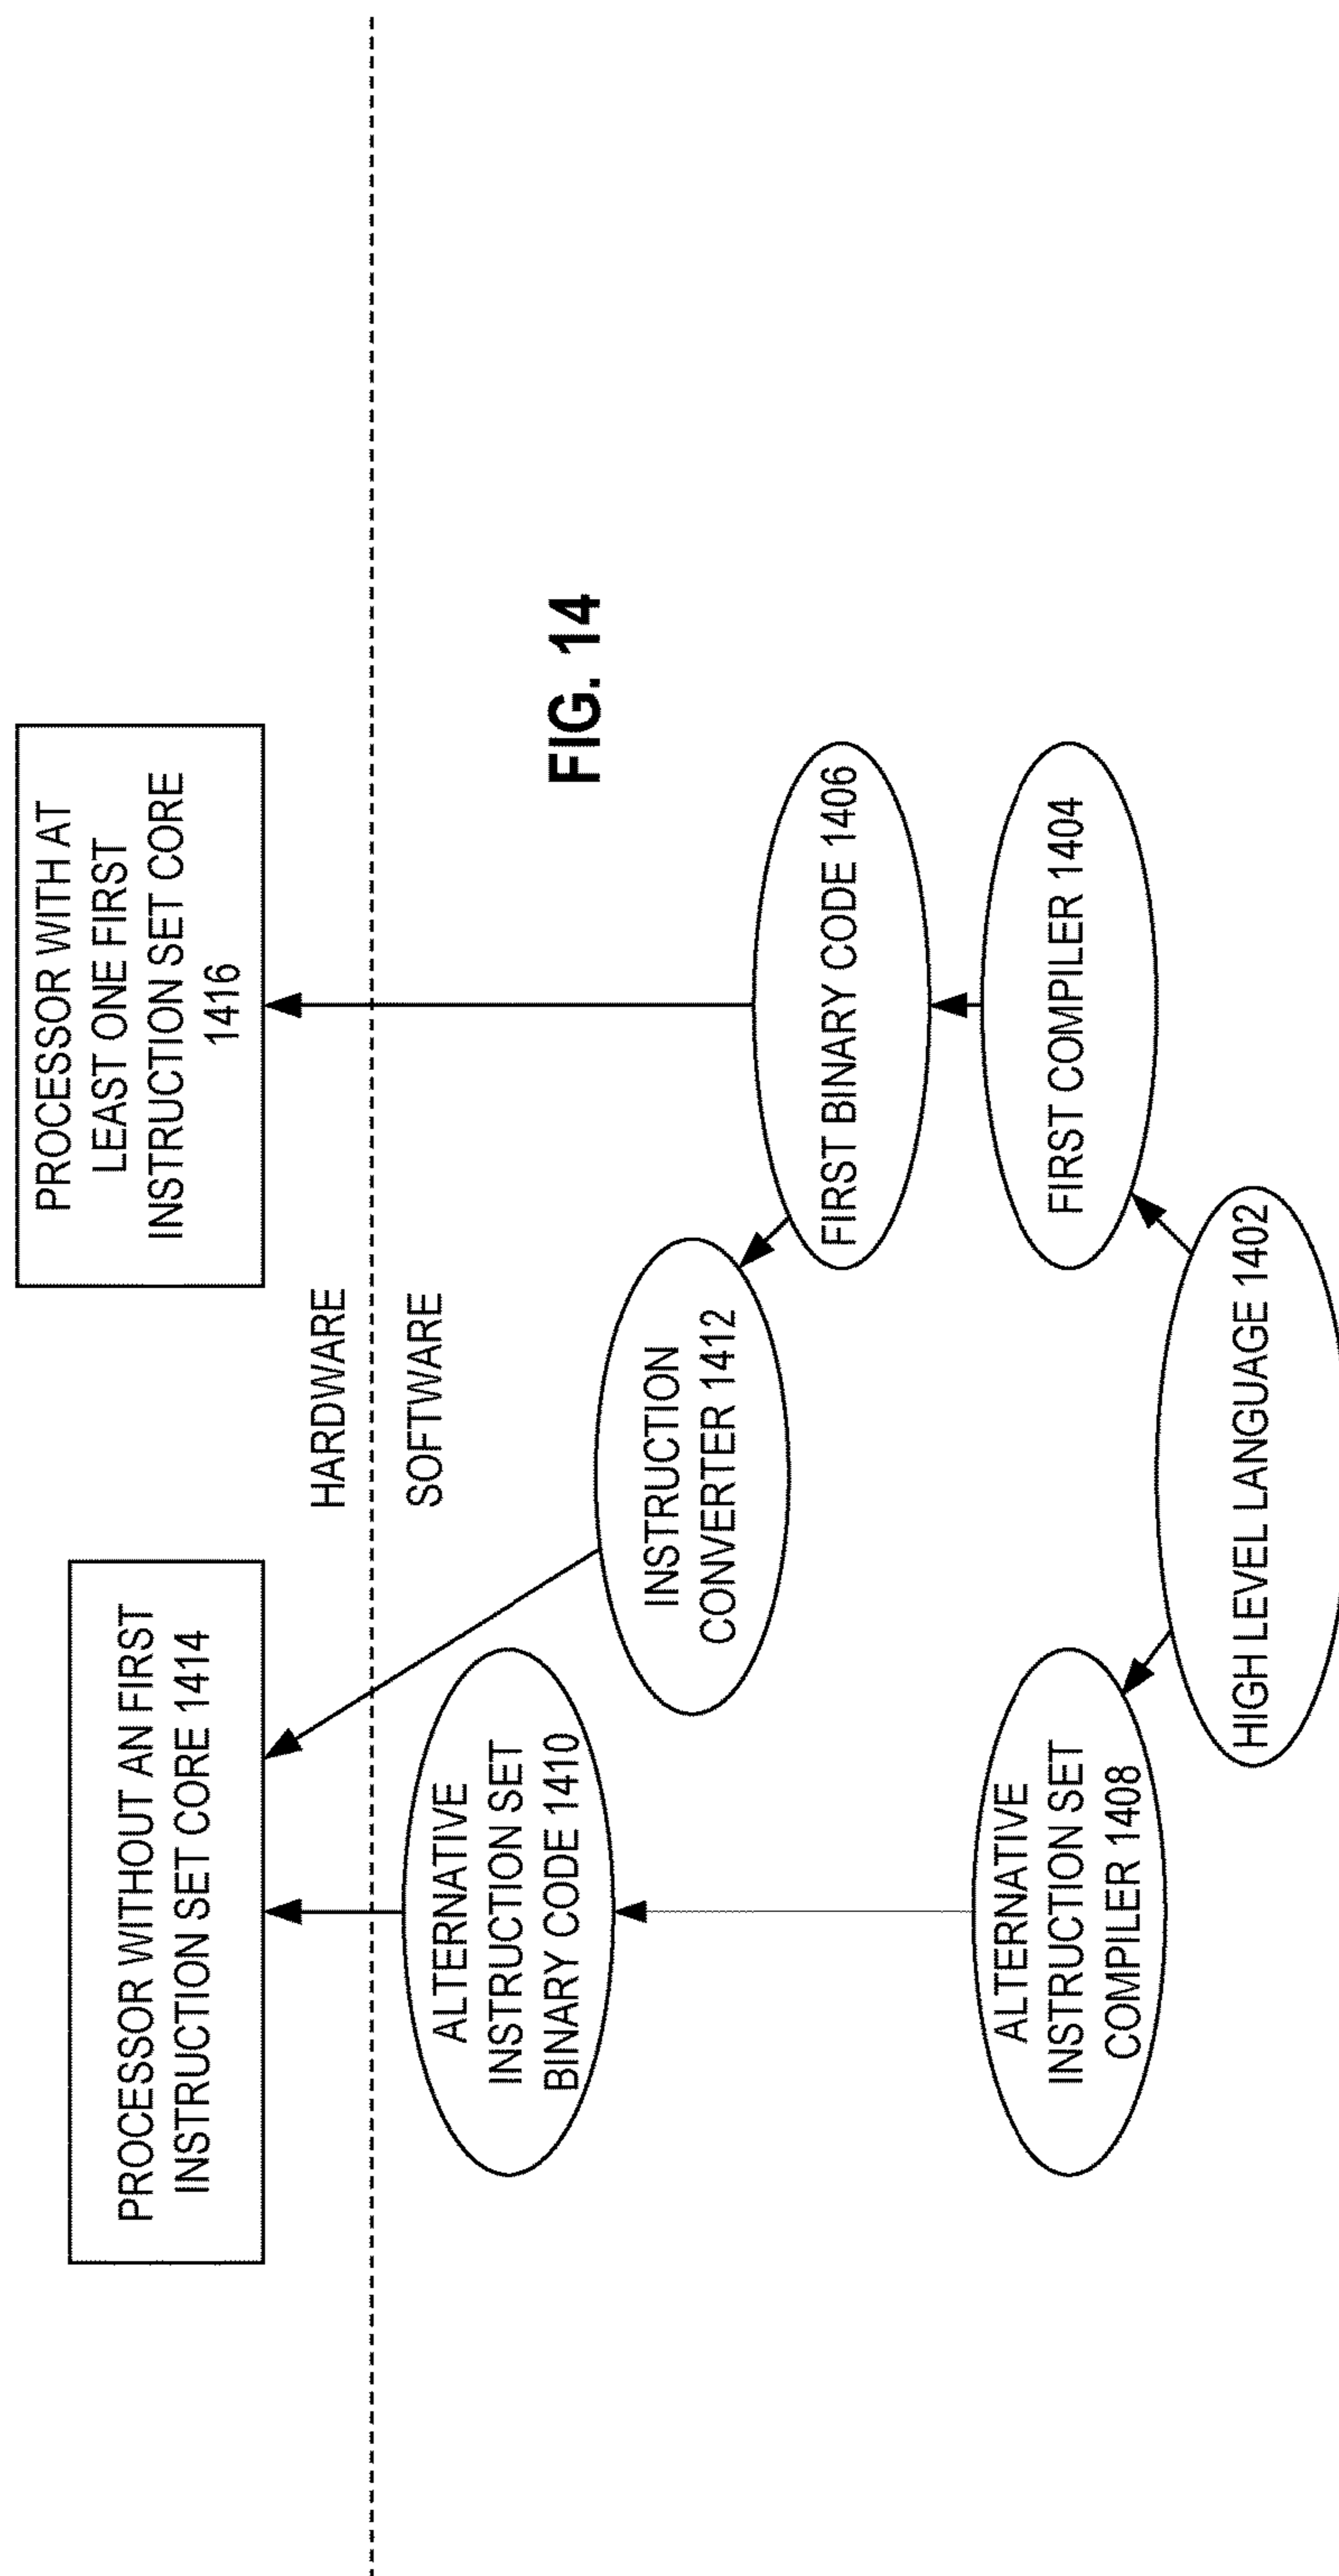 PROCESSOR WITHOUT AN FIRST
INSTRUCTION SET CORE 1414
PROCESSOR WITH AT
LEAST ONE FIRST
INSTRUCTION SET CORE
1416
HARDWARE
SOFTWARE
ALTERNATIVE
INSTRUCTION SET
BINARY CODE 1410
INSTRUCTION
CONVERTER 1412
FIG. 14
FIRST BINARY CODE 1406
ALTERNATIVE
INSTRUCTION SET
COMPILER 1408
FIRST COMPILER 1404
HIGH LEVEL LANGUAGE 1402